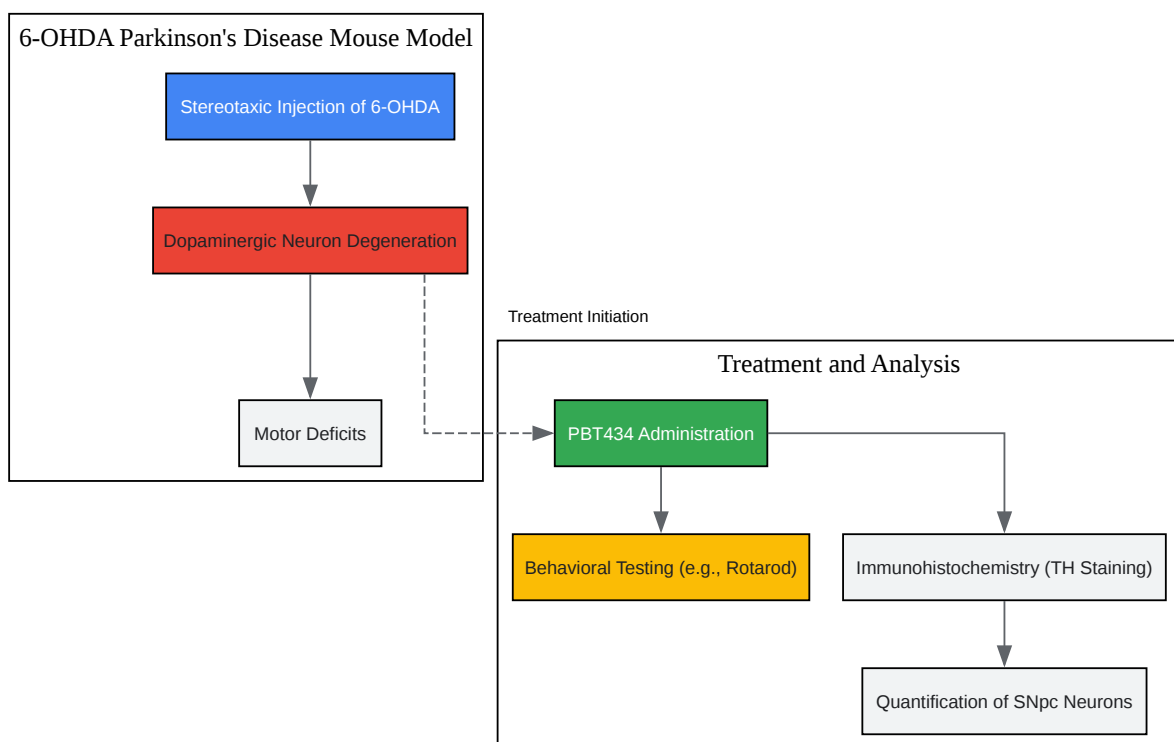 6-OHDA Parkinson's Disease Mouse Model
Stereotaxic Injection of 6-OHDA
Dopaminergic Neuron Degeneration
Motor Deficits
Treatment Initiation
Treatment and Analysis
PBT434 Administration
Behavioral Testing (e.g., Rotarod)
Immunohistochemistry (TH Staining)
Quantification of SNpc Neurons